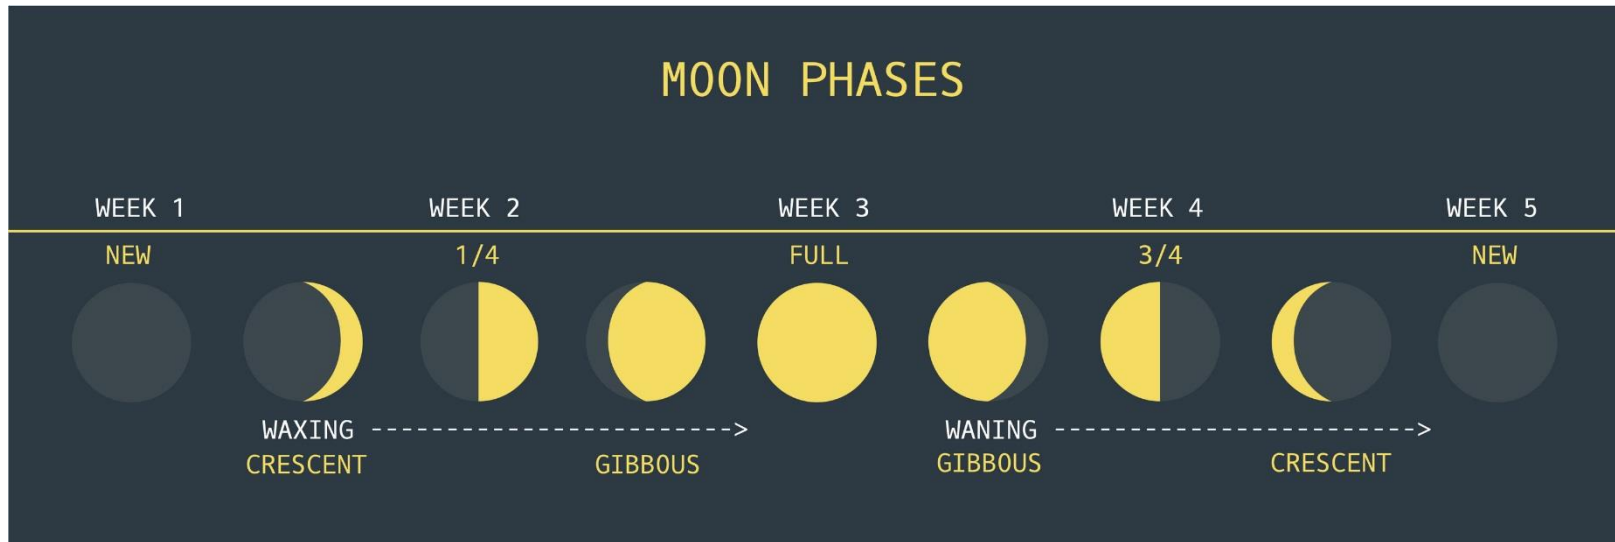 MOON PHASES
WEEK 1 WEEK 2 WEEK 3 WEEK 4 WEEK 5
NEW 1/4 FULL 3/4 NEW
WAXING -----------------------> WANING ----------------------->
CRESCENT GIBBOUS GIBBOUS CRESCENT